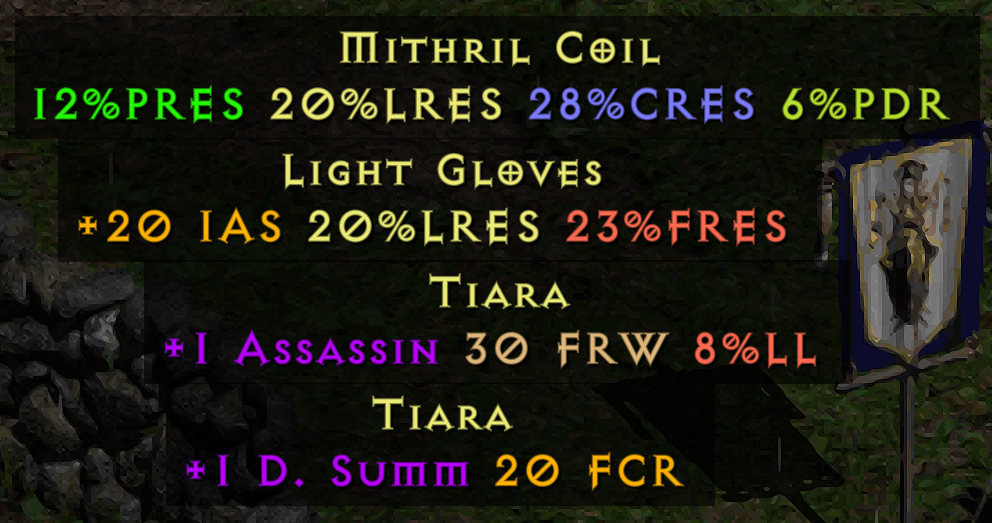 Mithril Coil
12%PRES 20%LRES 28%CRES 6%PDR
Light Gloves
+20 IAS 20%LRES 23%FRES
Tiara
+1 Assassin 30 FRW 8%LL
Tiara
+1 D. Summ 20 FCR